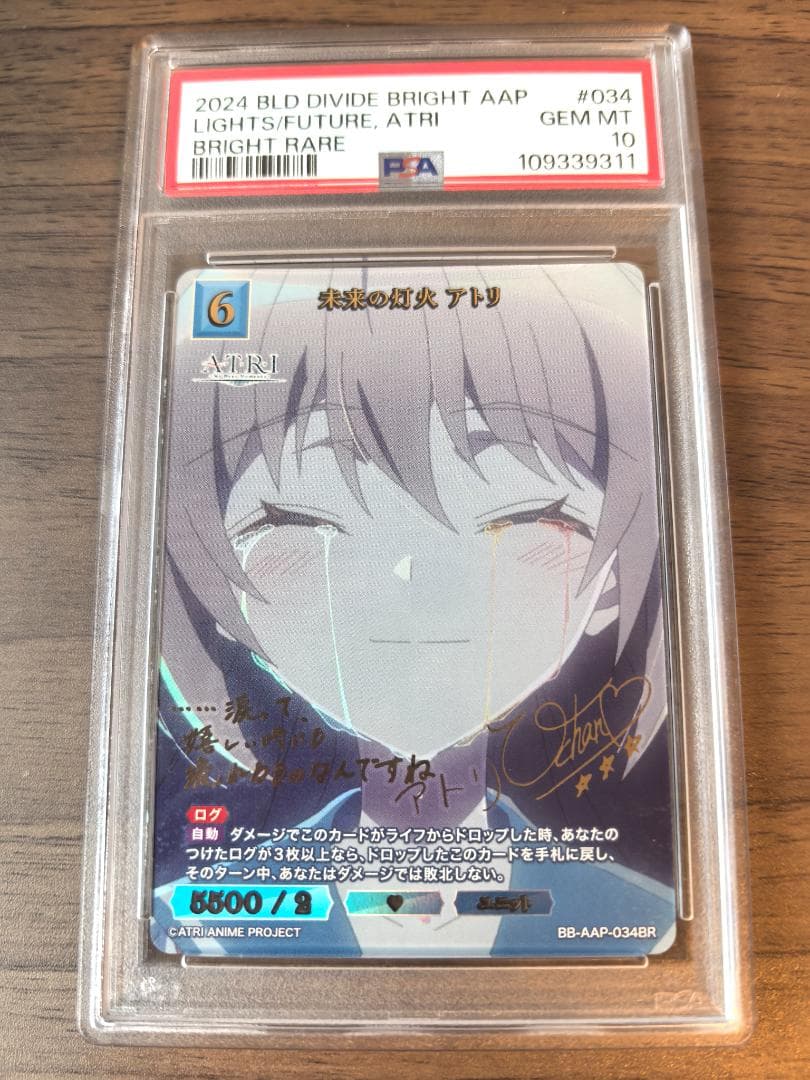 2024 BLD DIVIDE BRIGHT AAP #034
LIGHTS/FUTURE, ATRI GEM MT
BRIGHT RARE 10
PSA 109339311
6 未来の灯火 アトリ
ATRI
-My Dear Moments-
……涙って、
嬉しい時にも
流れるものなんですね
アトリ
Ochan
ログ
自動 ダメージでこのカードがライフからドロップした時、あなたの
つけたログが3枚以上なら、ドロップしたこのカードを手札に戻し、
そのターン中、あなたはダメージでは敗北しない。
5500 / 2 ♥ ユニット
©ATRI ANIME PROJECT BB-AAP-034BR
PSA